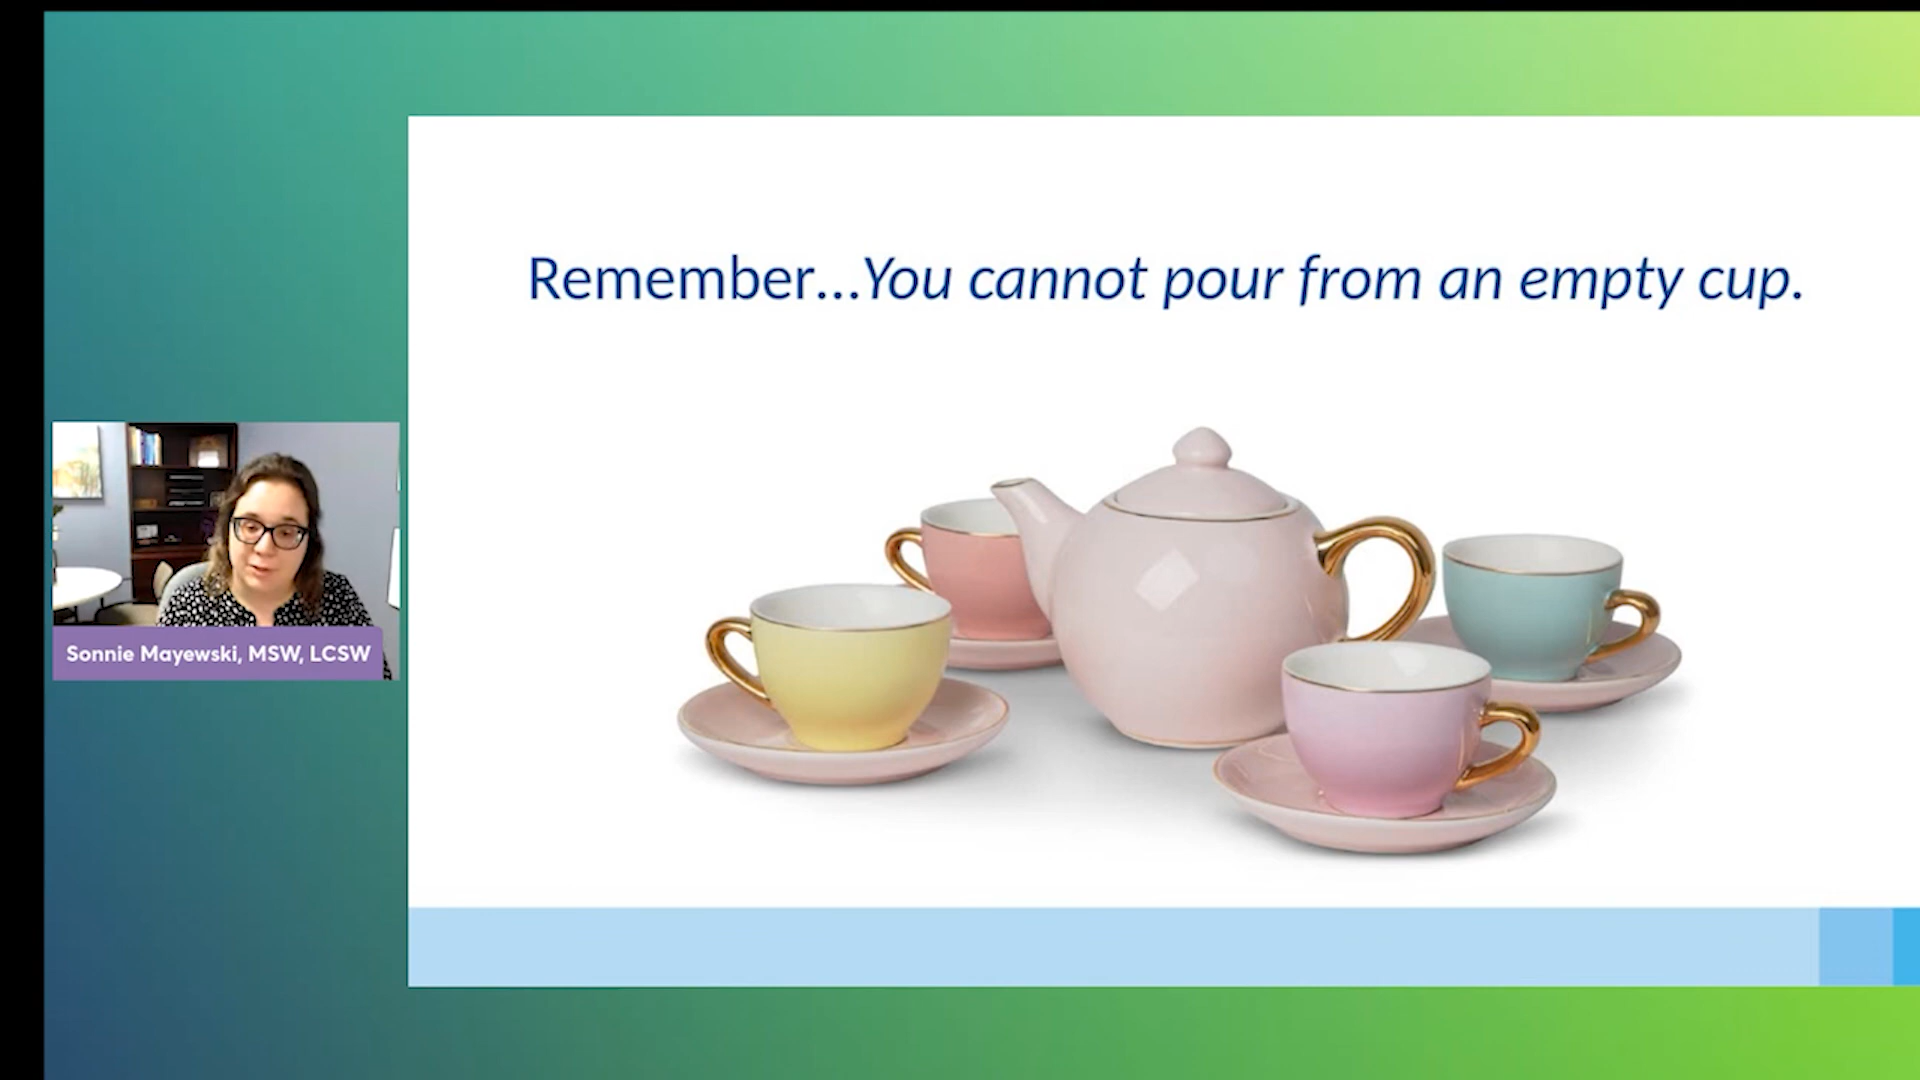 Remember...You cannot pour from an empty cup.
Sonnie Mayewski, MSW, LCSW